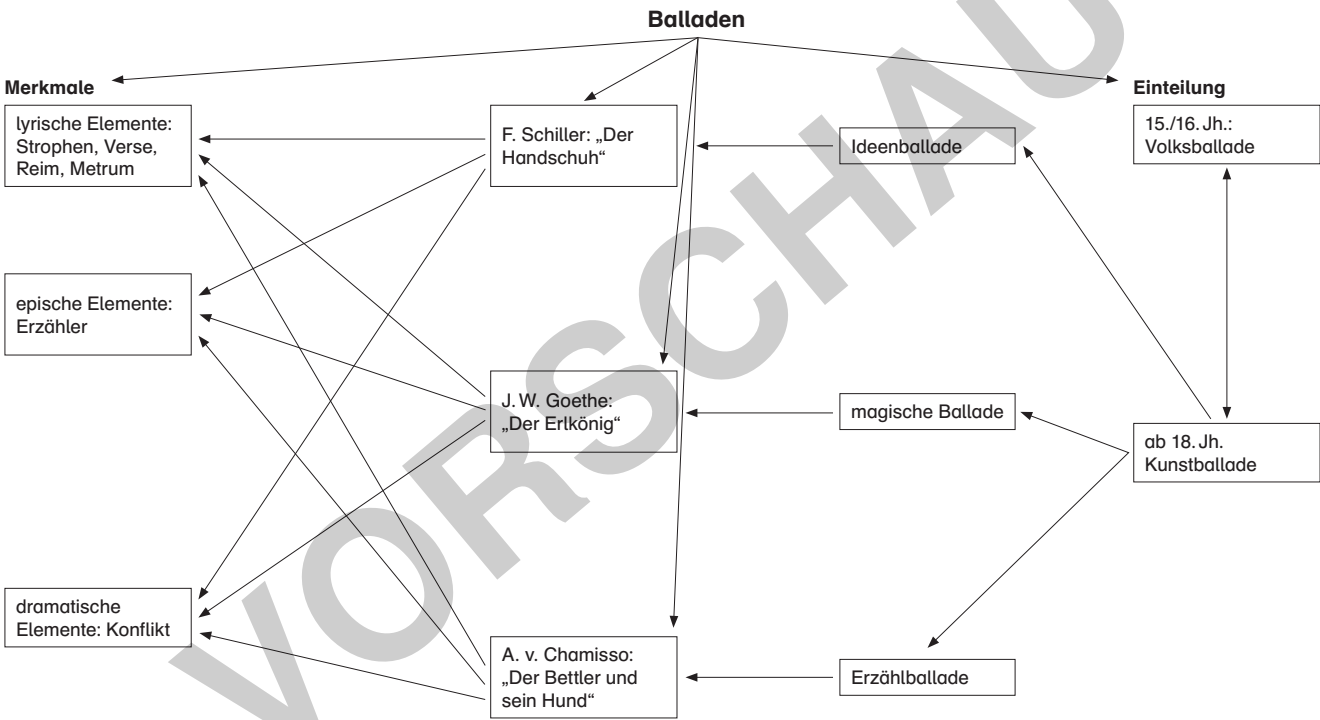 Balladen
Merkmale
lyrische Elemente:
Strophen, Verse,
Reim, Metrum
epische Elemente:
Erzähler
dramatische
Elemente: Konflikt
F. Schiller: „Der
Handschuh“
J. W. Goethe:
„Der Erlkönig“
A. v. Chamisso:
„Der Bettler und
sein Hund“
Ideenballade
magische Ballade
Erzählballade
Einteilung
15./16. Jh.:
Volksballade
ab 18. Jh.
Kunstballade
VORSCHAU